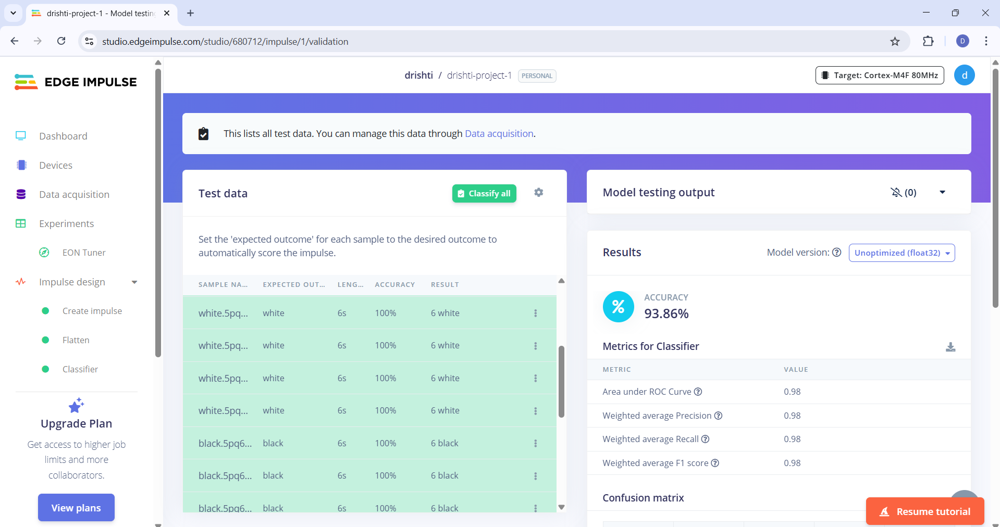 drishti-project-1 - Model testing
studio.edgeimpulse.com/studio/680712/impulse/1/validation
D
EDGE IMPULSE
drishti / drishti-project-1 PERSONAL
Target: Cortex-M4F 80MHz
d
Dashboard
Devices
Data acquisition
Experiments
EON Tuner
Impulse design
Create impulse
Flatten
Classifier
Upgrade Plan
Get access to higher job
limits and more
collaborators.
View plans
This lists all test data. You can manage this data through Data acquisition.
Test data
Classify all
Set the 'expected outcome' for each sample to the desired outcome to
automatically score the impulse.
SAMPLE NA... EXPECTED OUT... LENG... ACCURACY RESULT
white.5pq... white 6s 100% 6 white
white.5pq... white 6s 100% 6 white
white.5pq... white 6s 100% 6 white
white.5pq... white 6s 100% 6 white
black.5pq6... black 6s 100% 6 black
black.5pq6... black 6s 100% 6 black
black.5pq6... black 6s 100% 6 black
Model testing output
(0)
Results
Model version: Unoptimized (float32)
%
ACCURACY
93.86%
Metrics for Classifier
METRIC VALUE
Area under ROC Curve 0.98
Weighted average Precision 0.98
Weighted average Recall 0.98
Weighted average F1 score 0.98
Confusion matrix
Resume tutorial